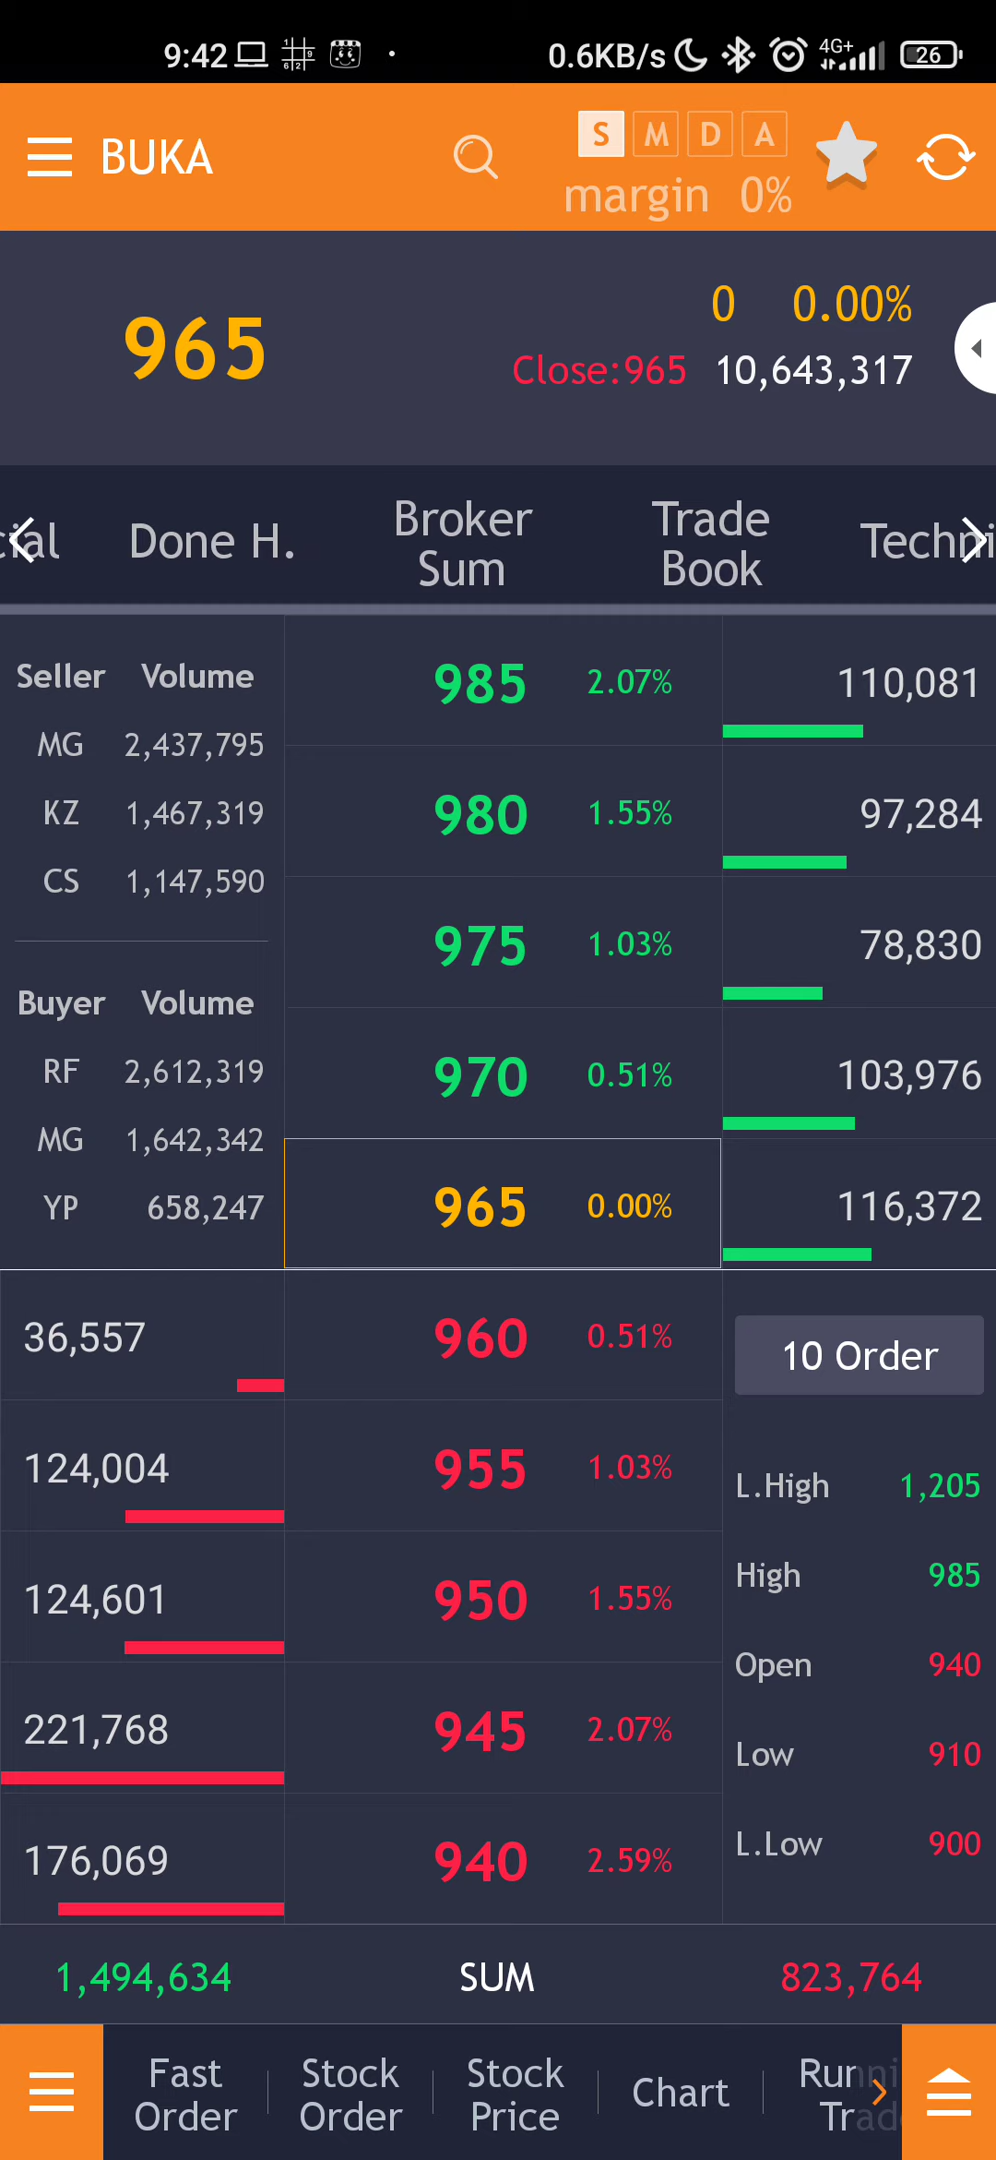 9:42 0.6KB/s 4G+ 26
BUKA S M D A
margin 0%
965 0 0.00%
Close:965 10,643,317
cial Done H. Broker Sum Trade Book Techni
Seller Volume
MG 2,437,795
KZ 1,467,319
CS 1,147,590
Buyer Volume
RF 2,612,319
MG 1,642,342
YP 658,247
985 2.07% 110,081
980 1.55% 97,284
975 1.03% 78,830
970 0.51% 103,976
965 0.00% 116,372
36,557 960 0.51%
124,004 955 1.03%
124,601 950 1.55%
221,768 945 2.07%
176,069 940 2.59%
10 Order
L.High 1,205
High 985
Open 940
Low 910
L.Low 900
1,494,634 SUM 823,764
Fast Order Stock Order Stock Price Chart Runni Trad